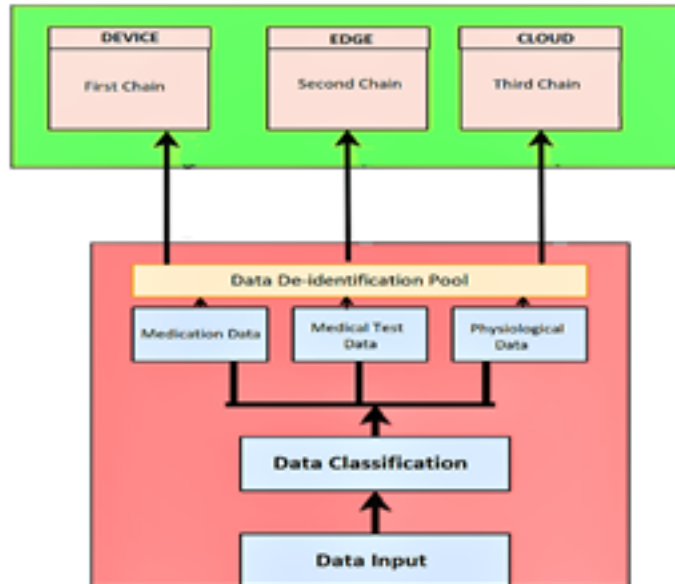 DEVICE
First Chain
EDGE
Second Chain
CLOUD
Third Chain
Data De-identification Pool
Medication Data
Medical Test
Data
Physiological
Data
Data Classification
Data Input